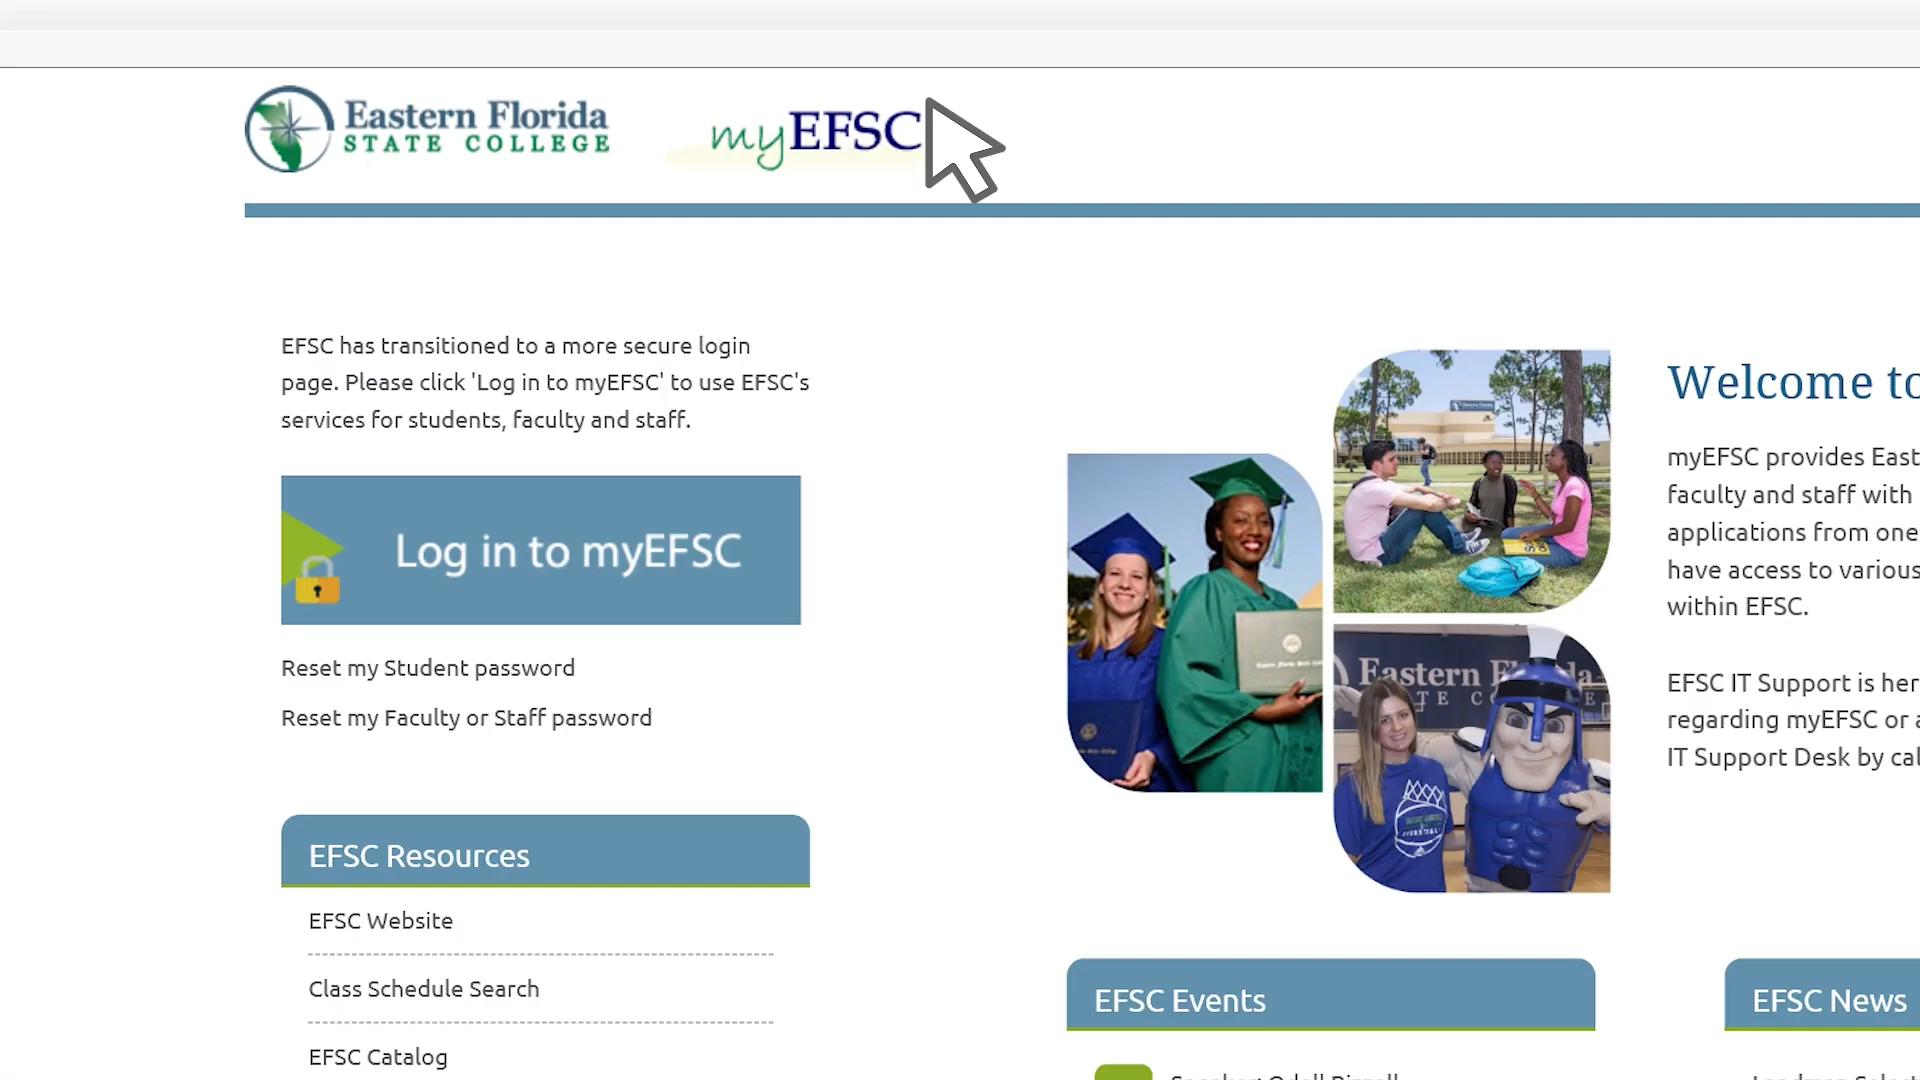 Eastern Florida
STATE COLLEGE
myEFSC
EFSC has transitioned to a more secure login
page. Please click 'Log in to myEFSC' to use EFSC's
services for students, faculty and staff.
Log in to myEFSC
Reset my Student password
Reset my Faculty or Staff password
EFSC Resources
EFSC Website
Class Schedule Search
EFSC Catalog
Eastern
Welcome to
myEFSC provides East
faculty and staff with
applications from one
have access to various
within EFSC.
EFSC IT Support is her
regarding myEFSC or a
IT Support Desk by cal
EFSC Events
EFSC News